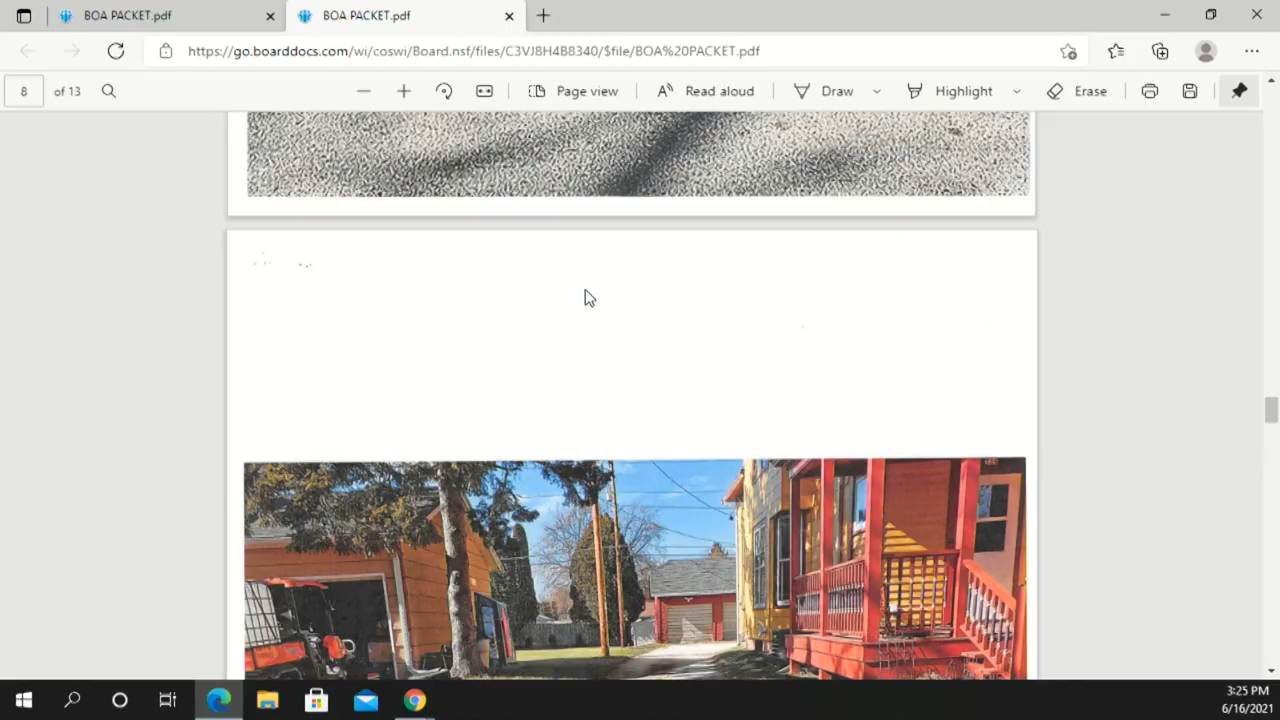 BOA PACKET.pdf
BOA PACKET.pdf
https://go.boarddocs.com/wi/coswi/Board.nsf/files/C3VJ8H4B8340/$file/BOA%20PACKET.pdf
8 of 13
Page view
Read aloud
Draw
Highlight
Erase
3:25 PM
6/16/2021